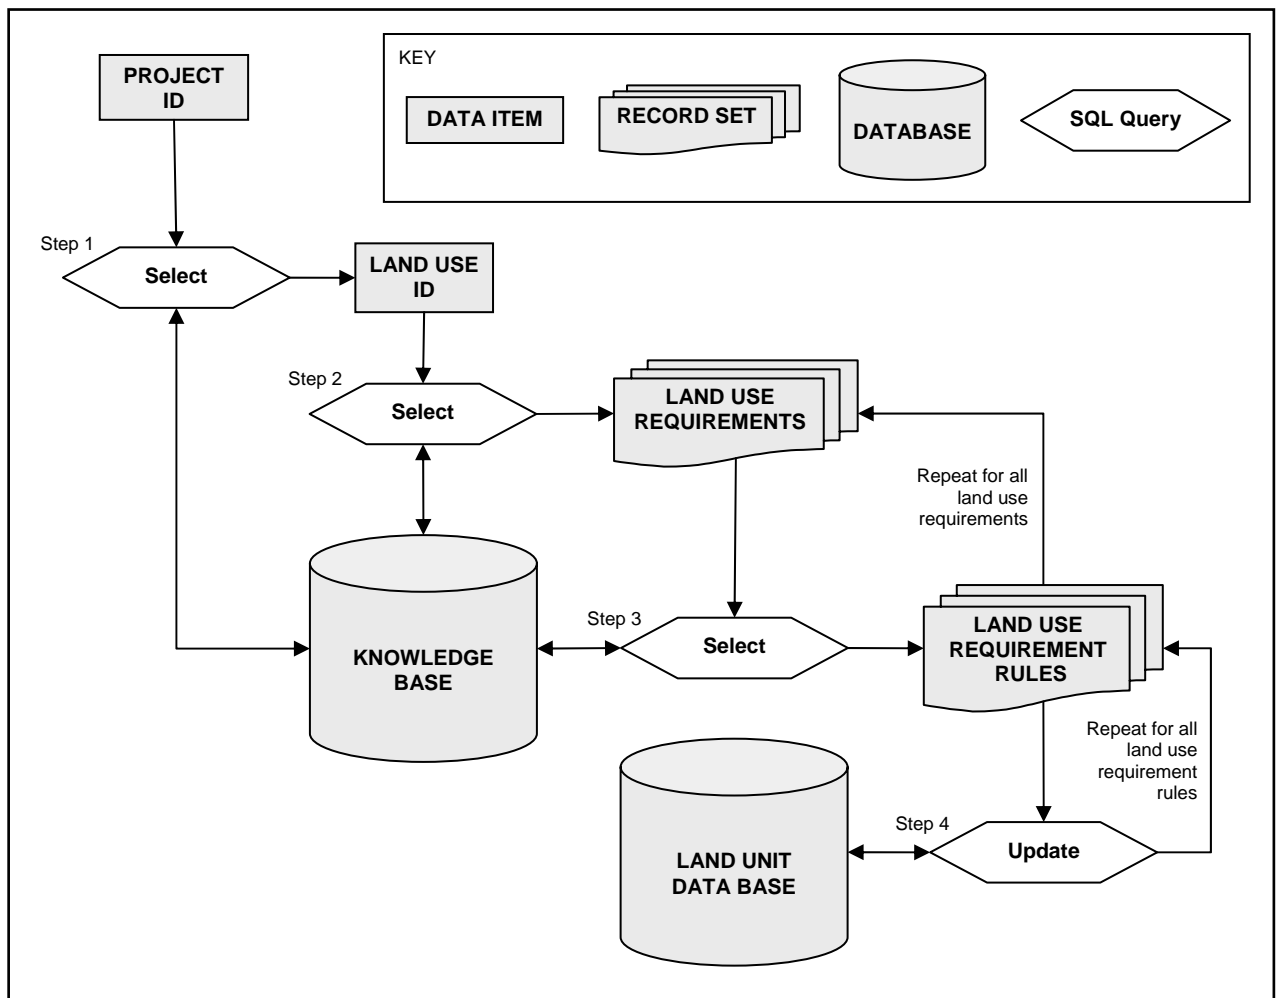 PROJECT
ID
KEY
DATA ITEM
RECORD SET
DATABASE
SQL Query
Step 1
Select
LAND USE
ID
Step 2
Select
LAND USE
REQUIREMENTS
Repeat for all
land use
requirements
KNOWLEDGE
BASE
Step 3
Select
LAND USE
REQUIREMENT
RULES
Repeat for all
land use
requirement
rules
LAND UNIT
DATA BASE
Step 4
Update